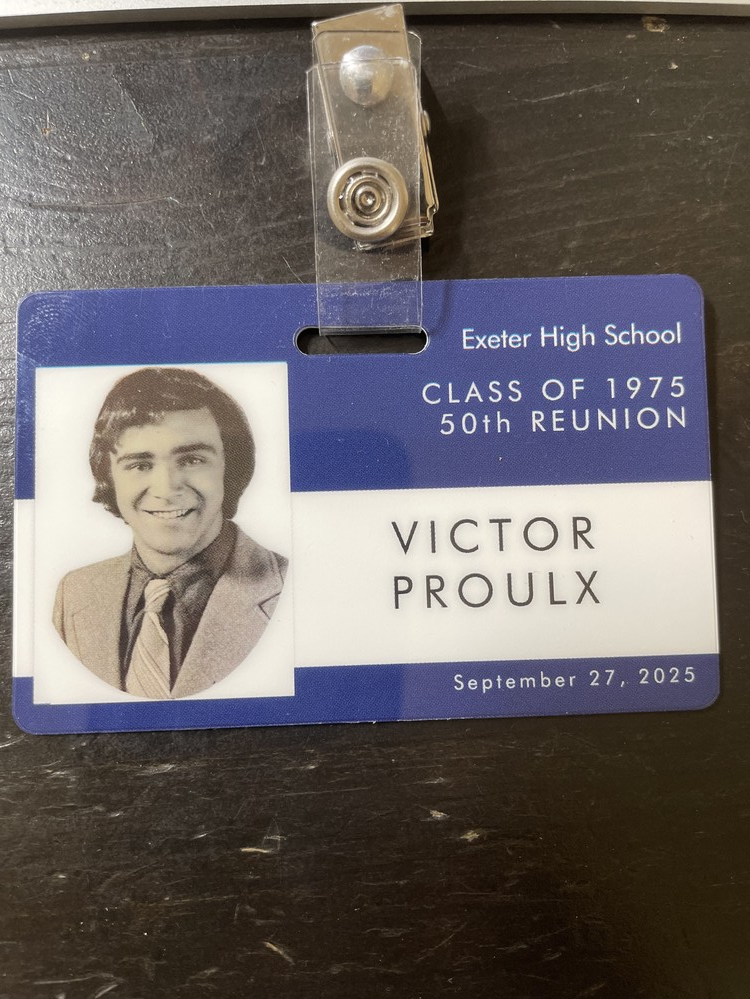 Exeter High School
CLASS OF 1975
50th REUNION
VICTOR
PROULX
September 27, 2025